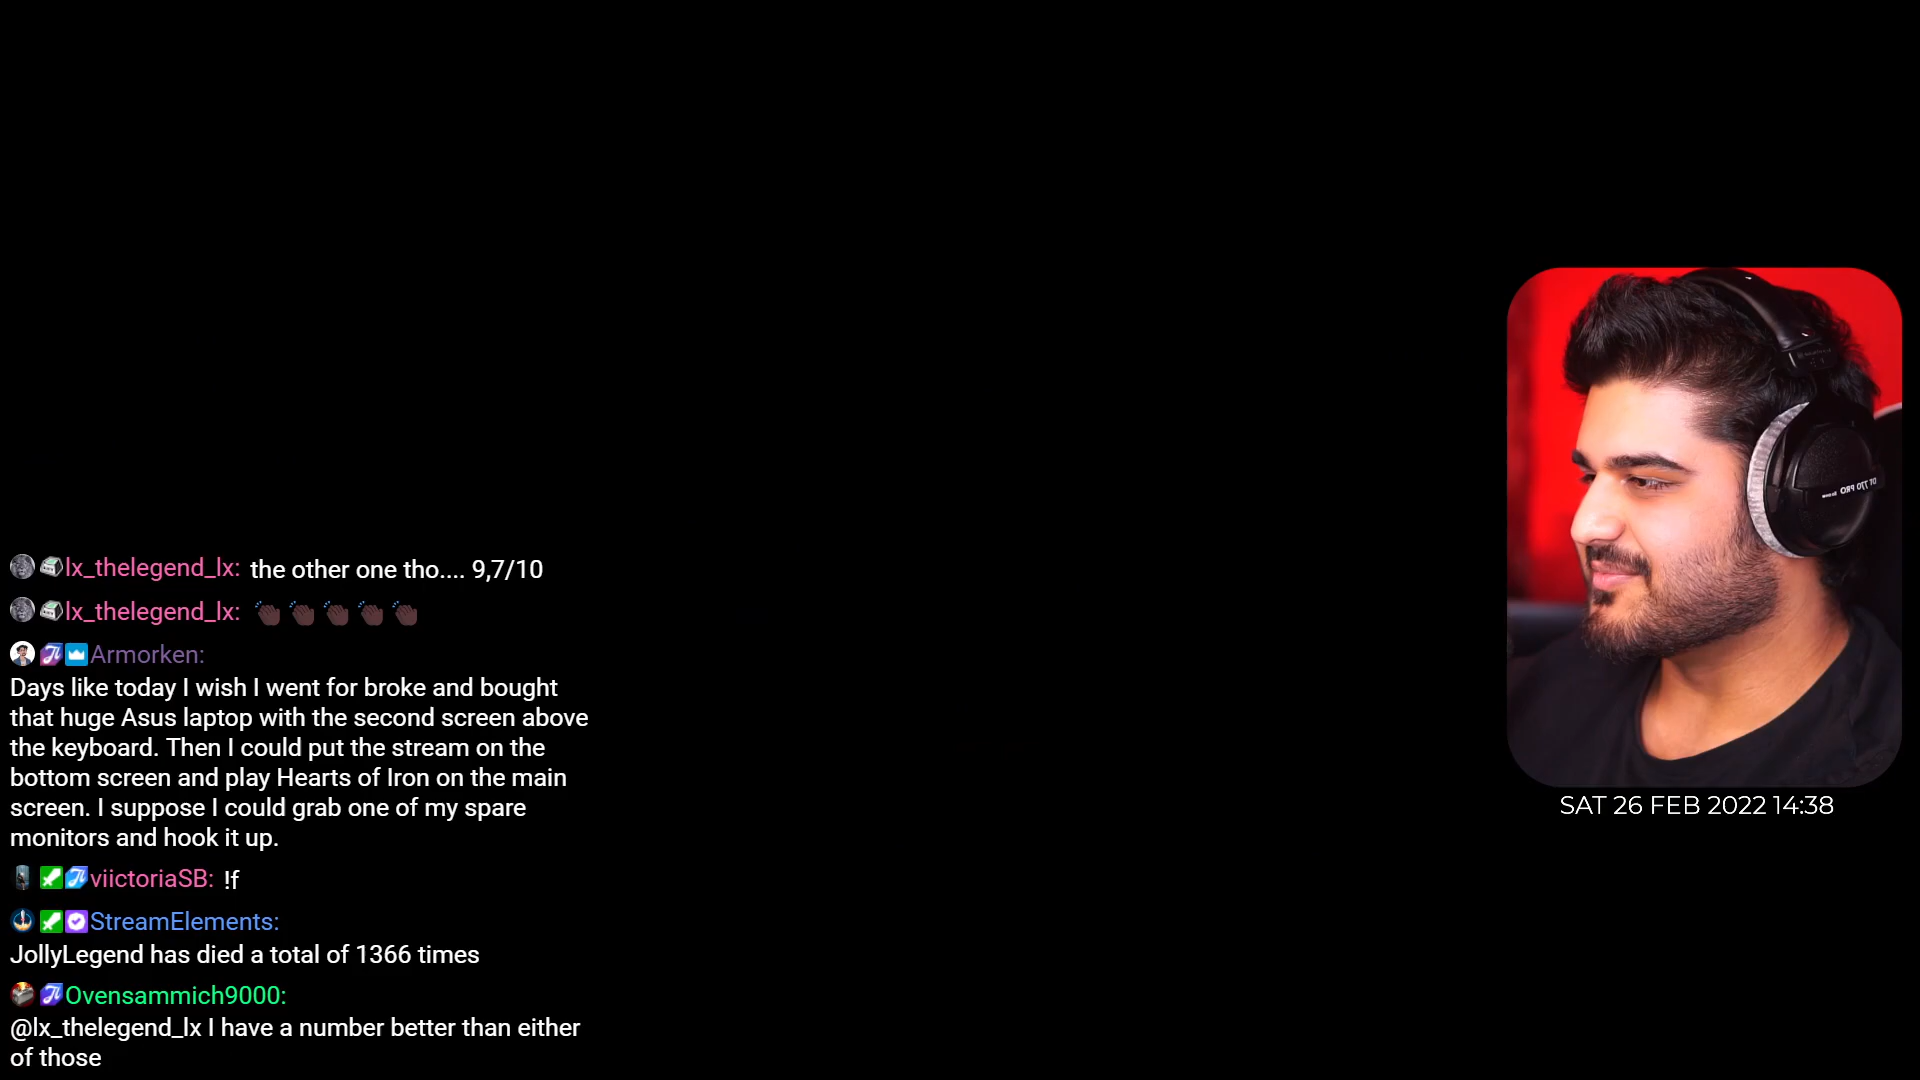 lx_thelegend_lx: the other one tho.... 9,7/10
lx_thelegend_lx: 👏🏿👏🏿👏🏿👏🏿👏🏿
Armorken:
Days like today I wish I went for broke and bought
that huge Asus laptop with the second screen above
the keyboard. Then I could put the stream on the
bottom screen and play Hearts of Iron on the main
screen. I suppose I could grab one of my spare
monitors and hook it up.
viictoriaSB: !f
StreamElements:
JollyLegend has died a total of 1366 times
Ovensammich9000:
@lx_thelegend_lx I have a number better than either
of those
DT 770 PRO
SAT 26 FEB 2022 14:38